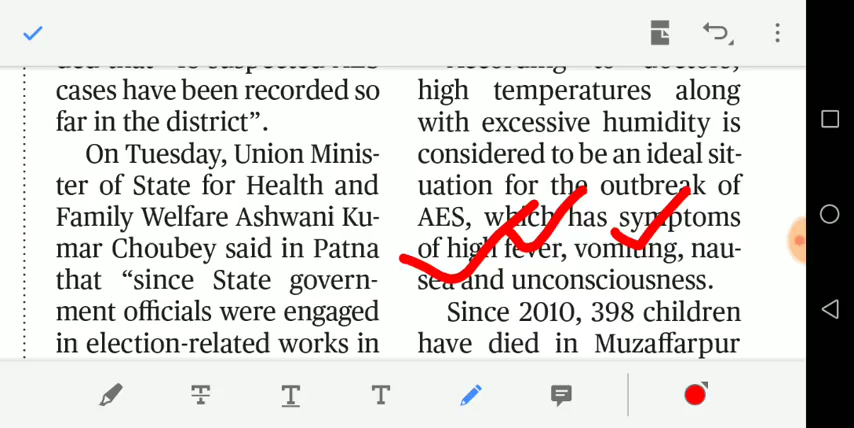 cases have been recorded so
far in the district”.
On Tuesday, Union Minis-
ter of State for Health and
Family Welfare Ashwani Ku-
mar Choubey said in Patna
that “since State govern-
ment officials were engaged
in election-related works in
According to doctors,
high temperatures along
with excessive humidity is
considered to be an ideal sit-
uation for the outbreak of
AES, which has symptoms
of high fever, vomiting, nau-
sea and unconsciousness.
Since 2010, 398 children
have died in Muzaffarpur